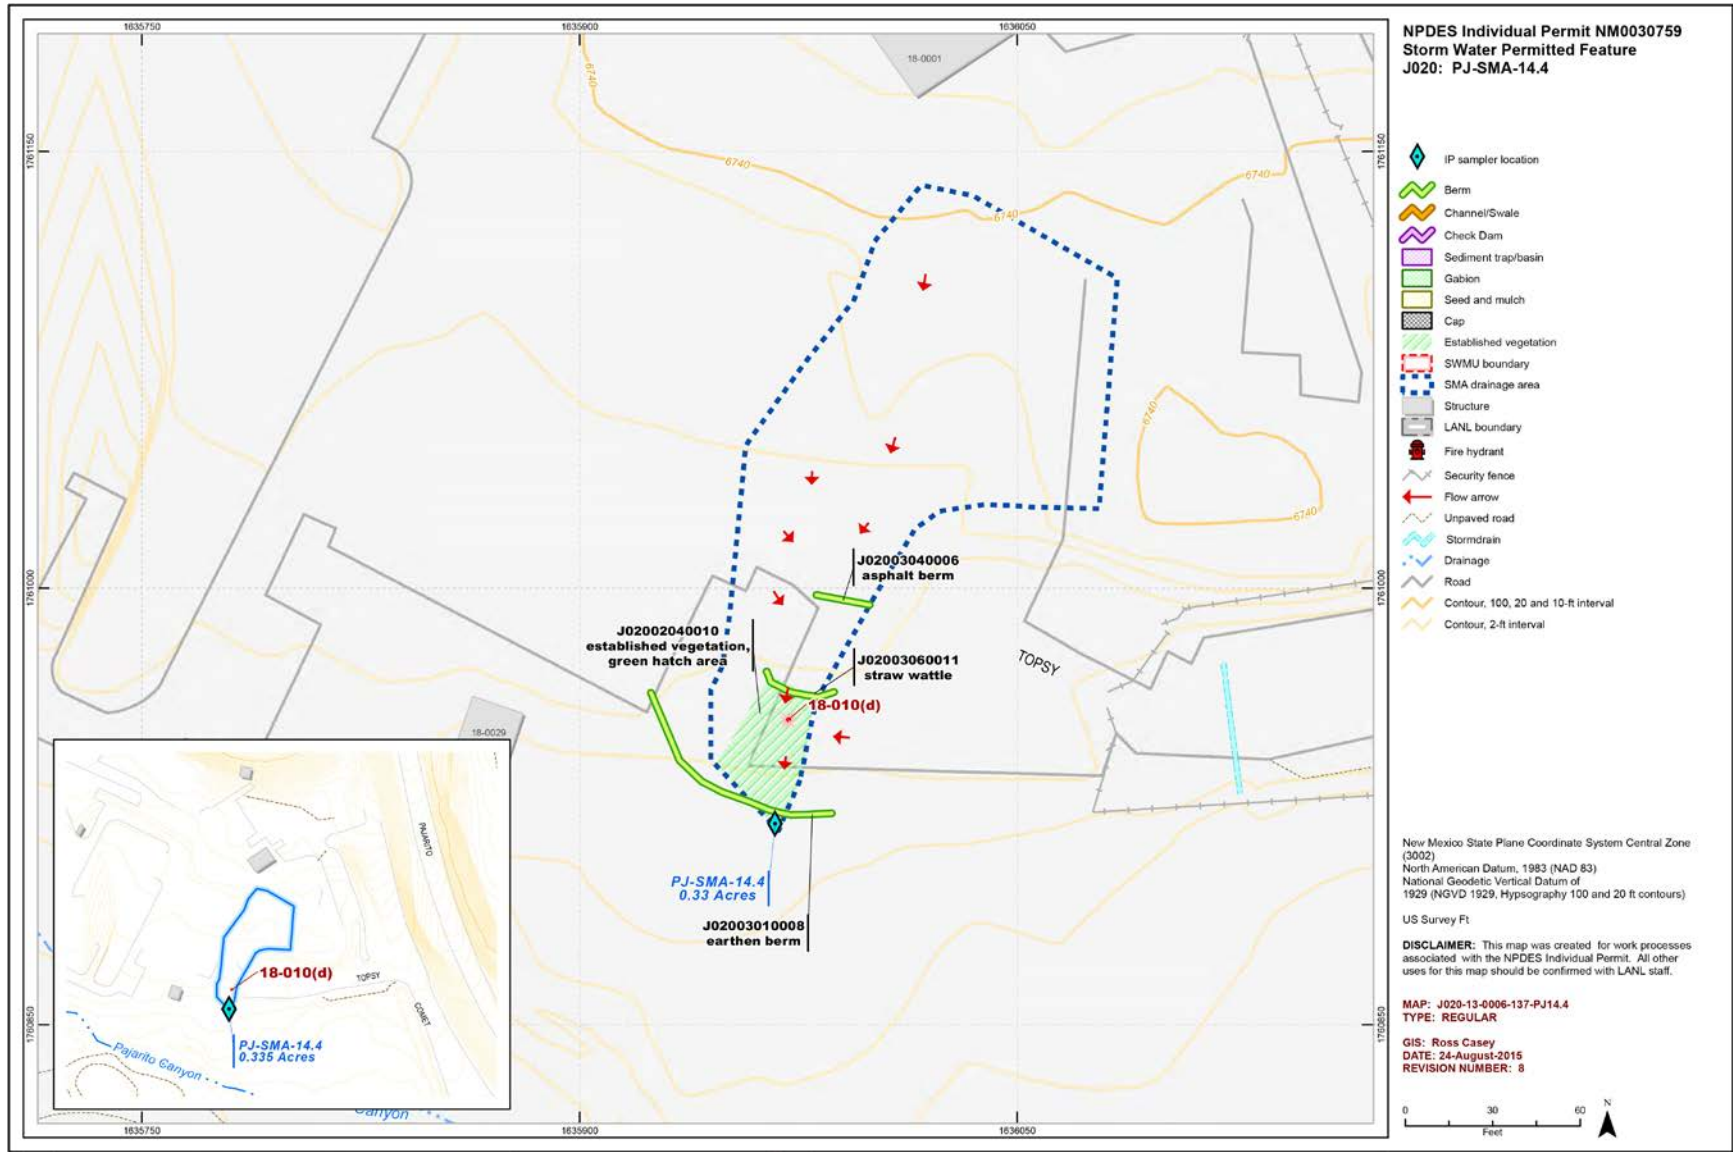 1635750
1635900
1636050
NPDES Individual Permit NM0030759
Storm Water Permitted Feature
J020: PJ-SMA-14.4
18-0001
6740
6740
6740
6740
1761150
1761150
IP sampler location
Berm
Channel/Swale
Check Dam
Sediment trap/basin
Gabion
Seed and mulch
Cap
Established vegetation
SWMU boundary
SMA drainage area
Structure
LANL boundary
Fire hydrant
Security fence
Flow arrow
Unpaved road
Stormdrain
Drainage
Road
Contour, 100, 20 and 10-ft interval
Contour, 2-ft interval
6740
6740
J02003040006
asphalt berm
1761000
1761000
J02002040010
established vegetation,
green hatch area
J02003060011
straw wattle
TOPSY
18-010(d)
18-0029
PJ-SMA-14.4
0.33 Acres
J02003010008
earthen berm
PAJARITO
18-010(d)
TOPSY
COMET
PJ-SMA-14.4
0.335 Acres
Pajarito Canyon
Canyon
1760850
1760850
1635750
1635900
1636050
New Mexico State Plane Coordinate System Central Zone
(3002)
North American Datum, 1983 (NAD 83)
National Geodetic Vertical Datum of
1929 (NGVD 1929, Hypsography 100 and 20 ft contours)
US Survey Ft
DISCLAIMER: This map was created for work processes
associated with the NPDES Individual Permit. All other
uses for this map should be confirmed with LANL staff.
MAP: J020-13-0006-137-PJ14.4
TYPE: REGULAR
GIS: Ross Casey
DATE: 24-August-2015
REVISION NUMBER: 8
0 30 60
Feet
N